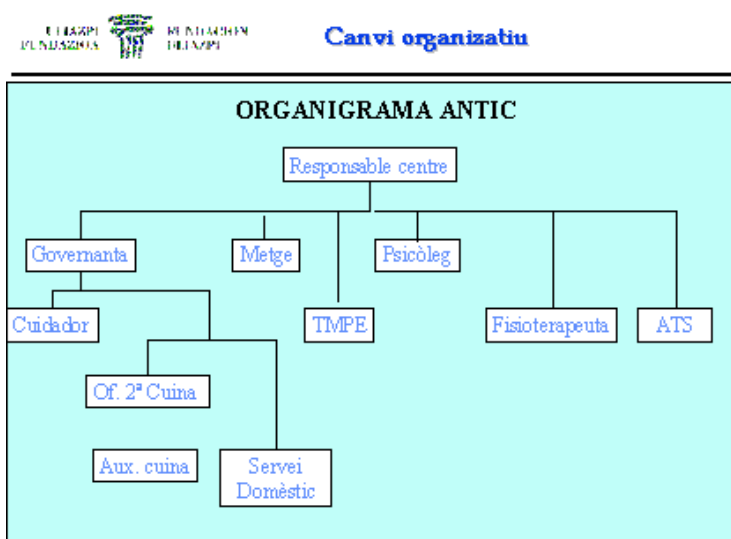 Canvi organizatiu
ORGANIGRAMA ANTIC
Responsable centre
Governanta
Metge
Psicòleg
Cuidador
TMPE
Fisioterapeuta
ATS
Of. 2ª Cuina
Aux. cuina
Servei
Domèstic